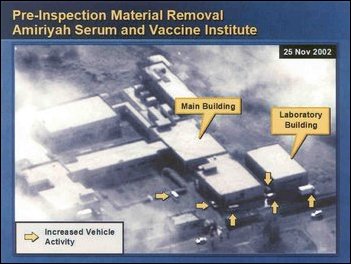 Pre-Inspection Material Removal
Amiriyah Serum and Vaccine Institute
25 Nov 2002
Main Building
Laboratory
Building
Increased Vehicle
Activity